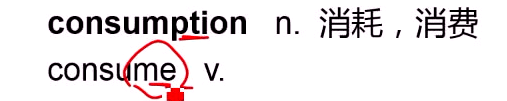 consumption n. 消耗，消费
consume v.